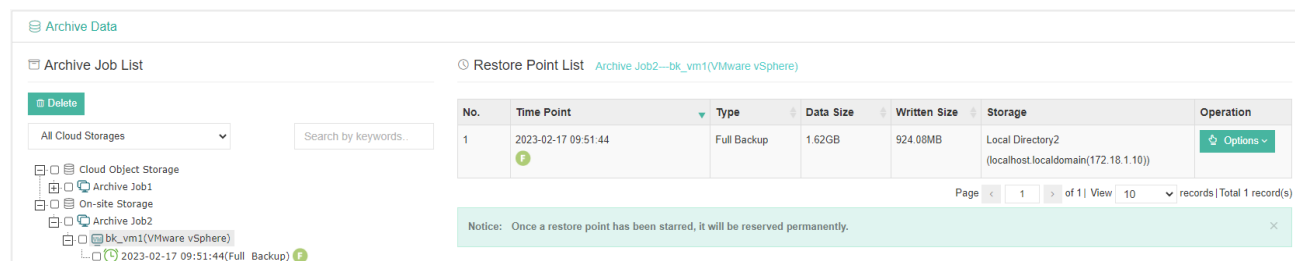 Archive Data
Archive Job List
Delete
All Cloud Storages
Search by keywords..
Cloud Object Storage
Archive Job1
On-site Storage
Archive Job2
bk_vm1(VMware vSphere)
2023-02-17 09:51:44(Full Backup) F
Restore Point List Archive Job2---bk_vm1(VMware vSphere)
No. Time Point Type Data Size Written Size Storage Operation
1 2023-02-17 09:51:44 Full Backup 1.62GB 924.08MB Local Directory2 Options
F (localhost.localdomain(172.18.1.10))
Page < 1 > of 1| View 10 records|Total 1 record(s)
Notice: Once a restore point has been starred, it will be reserved permanently. ×